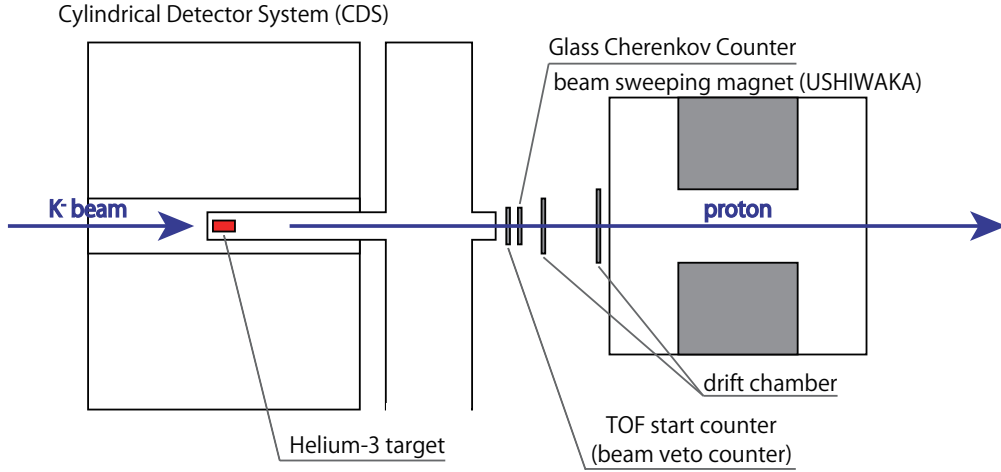 Cylindrical Detector System (CDS)
Glass Cherenkov Counter
beam sweeping magnet (USHIWAKA)
K- beam
proton
drift chamber
TOF start counter
(beam veto counter)
Helium-3 target